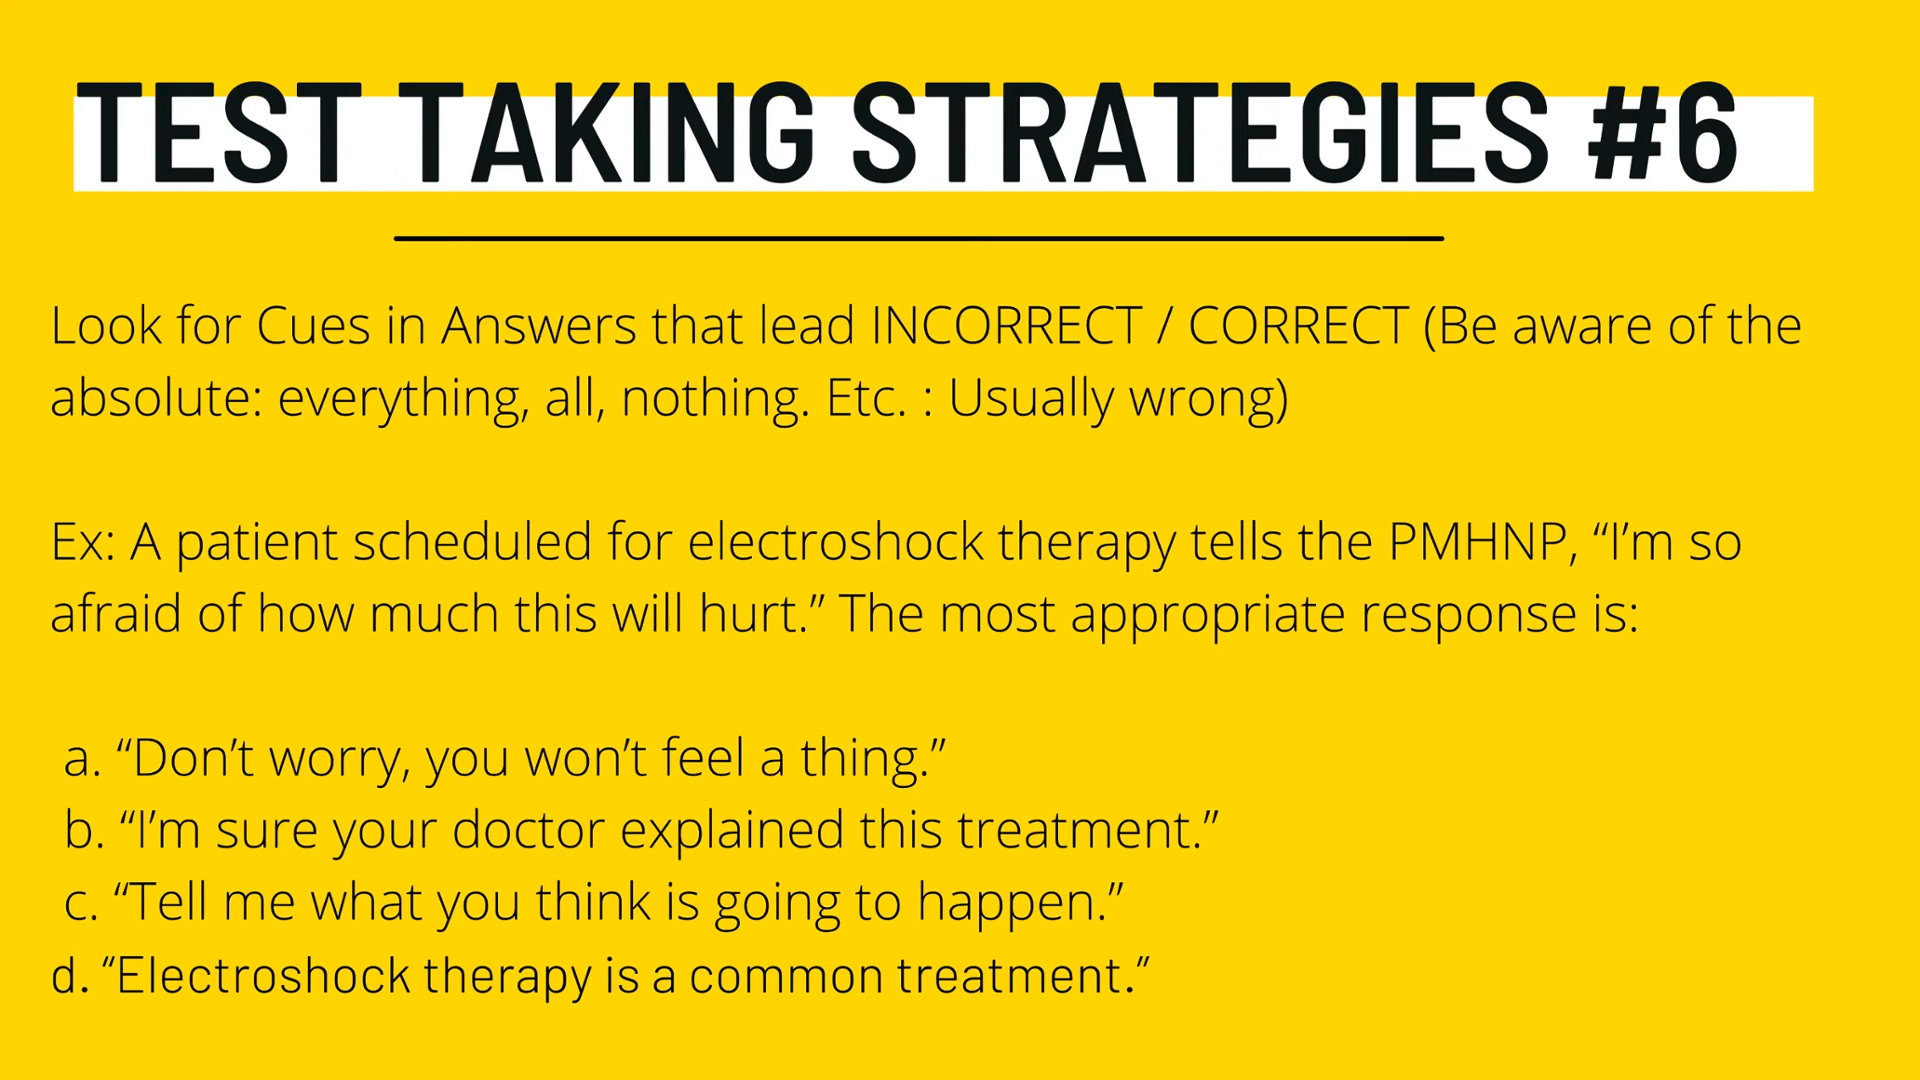 TEST TAKING STRATEGIES #6
Look for Cues in Answers that lead INCORRECT / CORRECT (Be aware of the
absolute: everything, all, nothing. Etc. : Usually wrong)
Ex: A patient scheduled for electroshock therapy tells the PMHNP, “I’m so
afraid of how much this will hurt.” The most appropriate response is:
a. “Don’t worry, you won’t feel a thing.”
b. “I’m sure your doctor explained this treatment.”
c. “Tell me what you think is going to happen.”
d. “Electroshock therapy is a common treatment.”